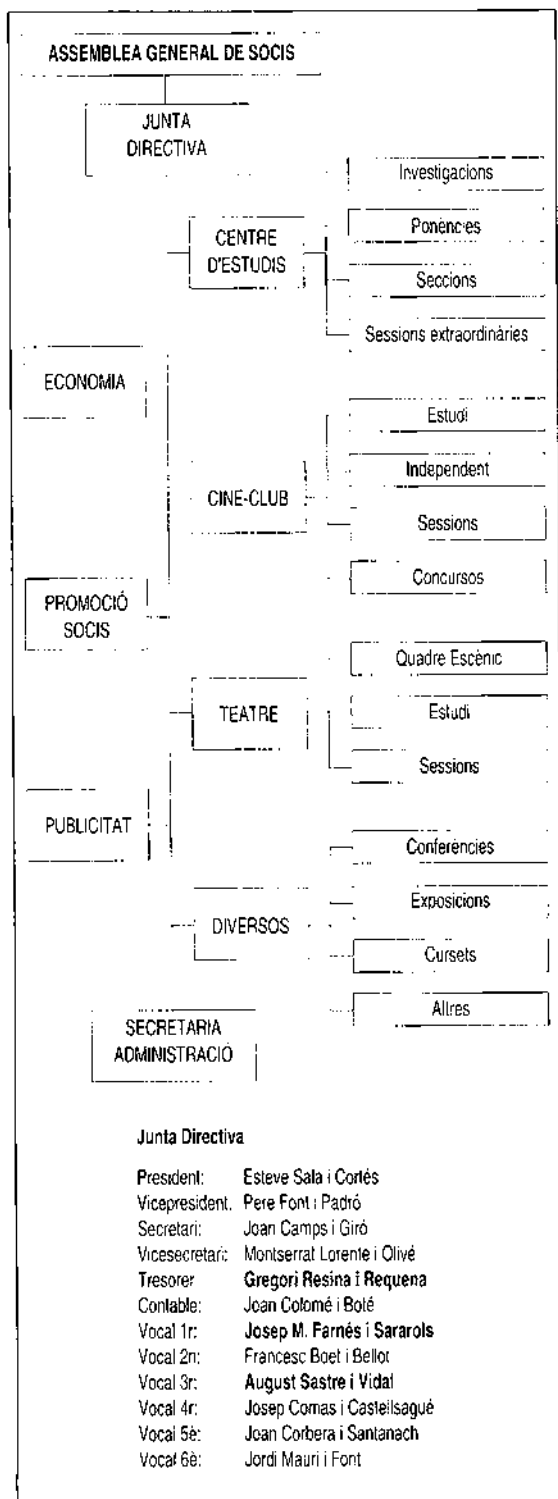 ASSEMBLEA GENERAL DE SOCIS
JUNTA
DIRECTIVA
Investigacions
Ponències
CENTRE
D'ESTUDIS
Seccions
Sessions extraordinàries
ECONOMIA
Estudi
Independent
CINE-CLUB
Sessions
Concursos
PROMOCIÓ
SOCIS
Quadre Escènic
TEATRE
Estudi
Sessions
PUBLICITAT
Conferències
Exposicions
DIVERSOS
Cursets
Altres
SECRETARIA
ADMINISTRACIÓ
Junta Directiva
President: Esteve Sala i Cortés
Vicepresident. Pere Font i Padró
Secretari: Joan Camps i Giró
Vicesecretari: Montserrat Lorente i Olivé
Tresorer Gregori Resina i Requena
Contable: Joan Colomé i Boté
Vocal 1r: Josep M. Farnés i Sararols
Vocal 2n: Francesc Boet i Bellot
Vocal 3r: August Sastre i Vidal
Vocal 4r: Josep Comas i Castellsagué
Vocal 5è: Joan Corbera i Santanach
Vocal 6è: Jordi Mauri i Font